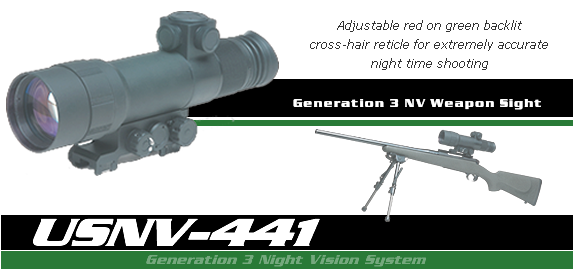 Adjustable red on green backlit
cross-hair reticle for extremely accurate
night time shooting
Generation 3 NV Weapon Sight
USNV-441
Generation 3 Night Vision System